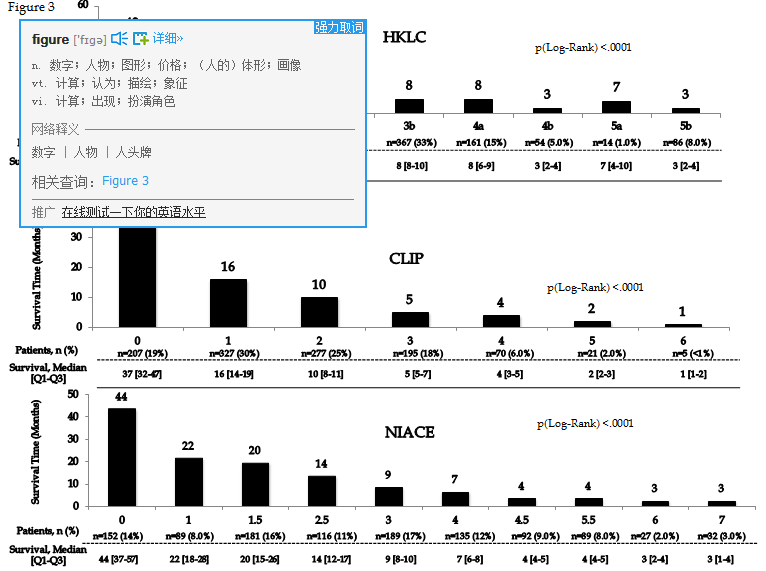 Figure 3
60
强力取词
figure ['fɪgə] 详细»
n. 数字；人物；图形；价格；（人的）体形；画像
vt. 计算；认为；描绘；象征
vi. 计算；出现；扮演角色
网络释义
数字 | 人物 | 人头牌
相关查询： Figure 3
推广 在线测试一下你的英语水平
HKLC
p(Log-Rank) <.0001
8 8 3 7 3
3b 4a 4b 5a 5b
n=367 (33%) n=161 (15%) n=54 (5.0%) n=14 (1.0%) n=86 (8.0%)
8 [8-10] 8 [6-9] 3 [2-4] 7 [4-10] 3 [2-4]
Survival Time (Months)
30
20
10
0
CLIP
p(Log-Rank) <.0001
16 10 5 4 2 1
0 1 2 3 4 5 6
Patients, n (%) n=207 (19%) n=327 (30%) n=277 (25%) n=195 (18%) n=70 (6.0%) n=21 (2.0%) n=5 (<1%)
Survival, Median
[Q1-Q3] 37 [32-47] 16 [14-19] 10 [8-11] 5 [5-7] 4 [3-5] 2 [2-3] 1 [1-2]
Survival Time (Months)
50
40
30
20
10
0
NIACE
p(Log-Rank) <.0001
44 22 20 14 9 7 4 4 3 3
0 1 1.5 2.5 3 4 4.5 5.5 6 7
Patients, n (%) n=152 (14%) n=89 (8.0%) n=181 (16%) n=116 (11%) n=189 (17%) n=135 (12%) n=92 (9.0%) n=89 (8.0%) n=27 (2.0%) n=32 (3.0%)
Survival, Median
[Q1-Q3] 44 [37-57] 22 [18-28] 20 [15-26] 14 [12-17] 9 [8-10] 7 [6-8] 4 [4-5] 4 [4-5] 3 [2-4] 3 [1-4]